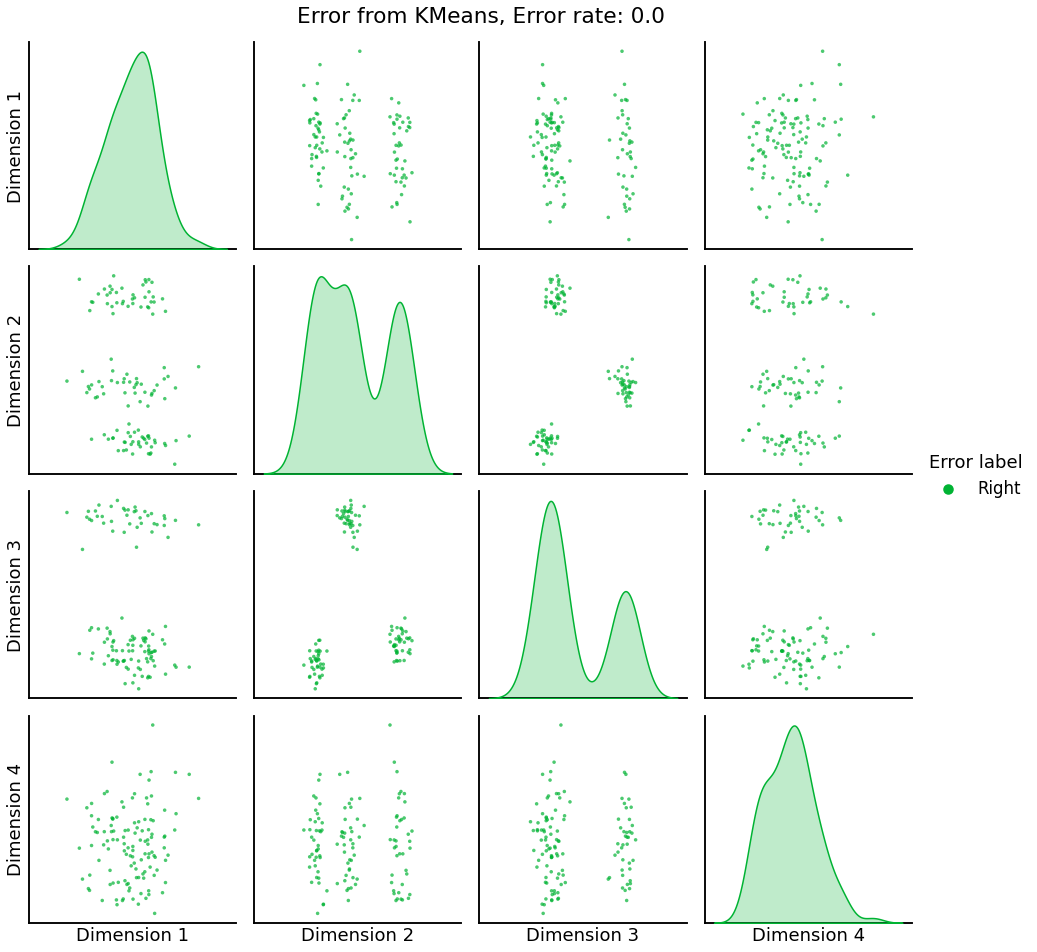 Error from KMeans, Error rate: 0.0
Dimension 1
Dimension 2
Error label
Right
Dimension 3
Dimension 4
Dimension 1
Dimension 2
Dimension 3
Dimension 4